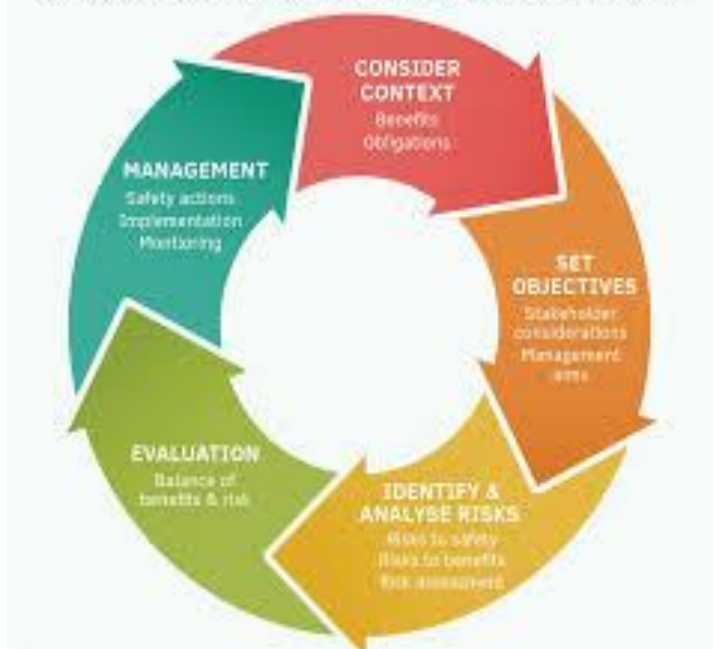 CONSIDER
CONTEXT
Benefits
Obligations
SET
OBJECTIVES
Stakeholder
considerations
Management
aims
IDENTIFY &
ANALYSE RISKS
Risks to safety
Risks to benefits
Risk assessment
EVALUATION
Balance of
benefits & risk
MANAGEMENT
Safety actions
Implementation
Monitoring